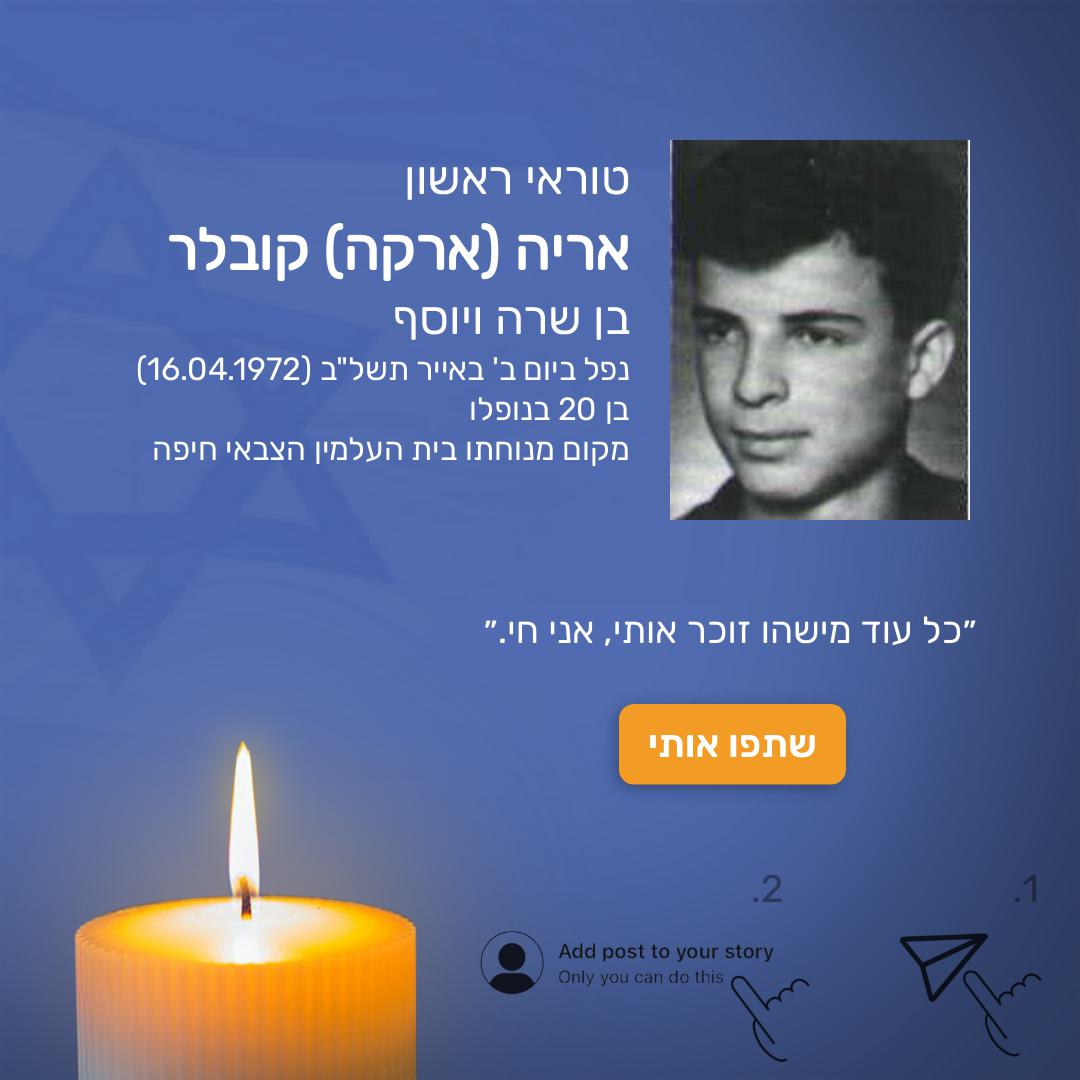 טוראי ראשון
אריה (ארקה) קובלר
בן שרה ויוסף
נפל ביום ב' באייר תשל"ב (16.04.1972)
בן 20 בנופלו
מקום מנוחתו בית העלמין הצבאי חיפה
״כל עוד מישהו זוכר אותי, אני חי.״
שתפו אותי
.1
.2
Add post to your story
Only you can do this